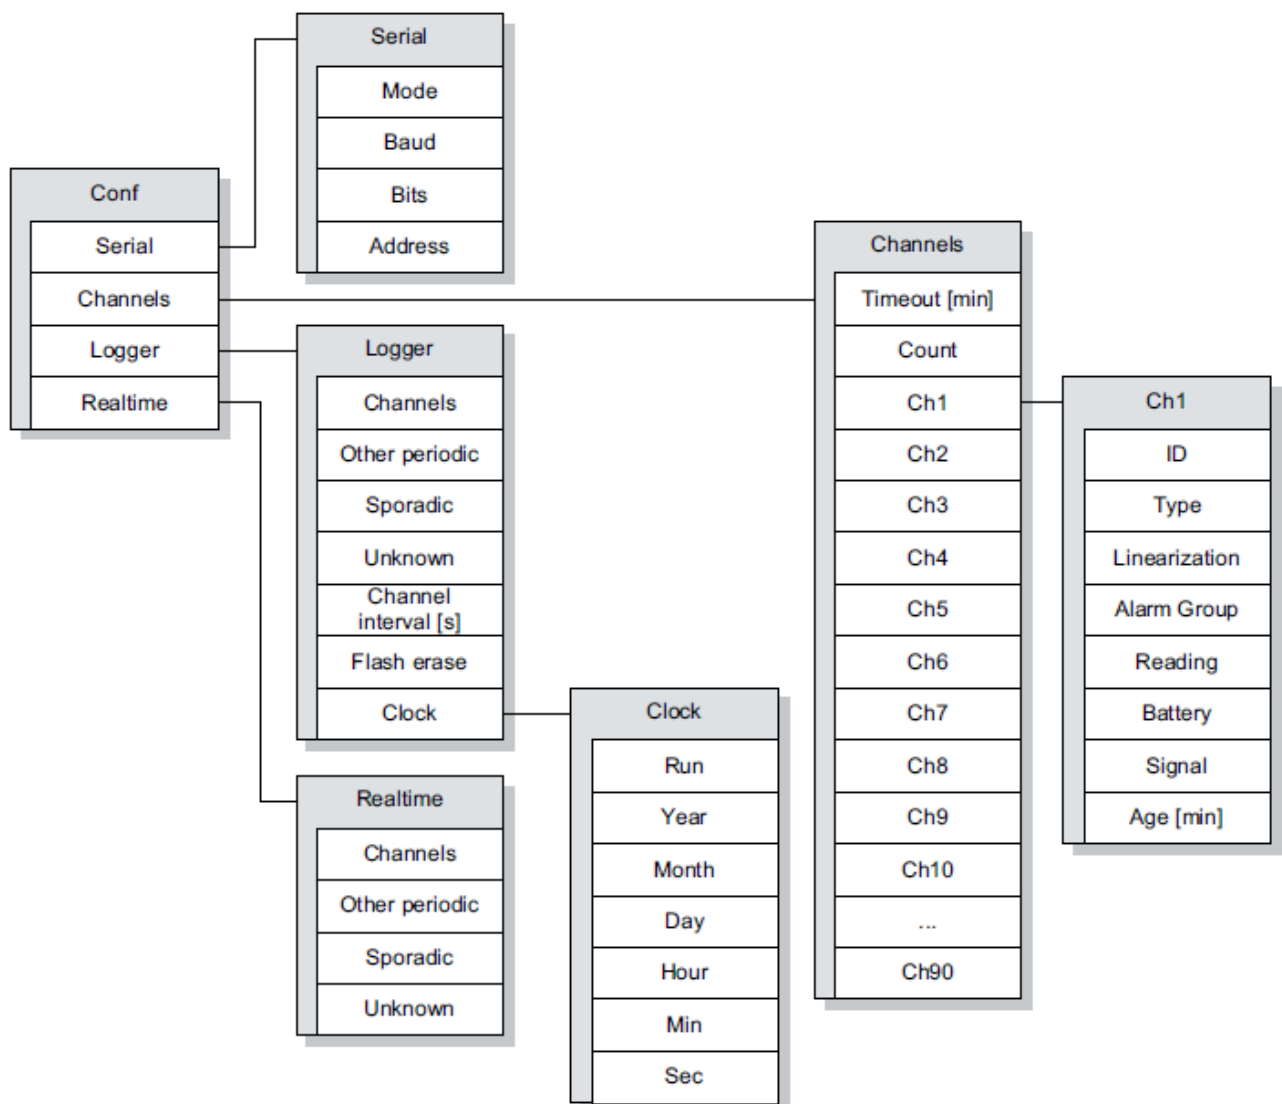 Serial
Mode
Baud
Bits
Address
Conf
Serial
Channels
Logger
Realtime
Logger
Channels
Other periodic
Sporadic
Unknown
Channel
interval [s]
Flash erase
Clock
Realtime
Channels
Other periodic
Sporadic
Unknown
Clock
Run
Year
Month
Day
Hour
Min
Sec
Channels
Timeout [min]
Count
Ch1
Ch2
Ch3
Ch4
Ch5
Ch6
Ch7
Ch8
Ch9
Ch10
...
Ch90
Ch1
ID
Type
Linearization
Alarm Group
Reading
Battery
Signal
Age [min]